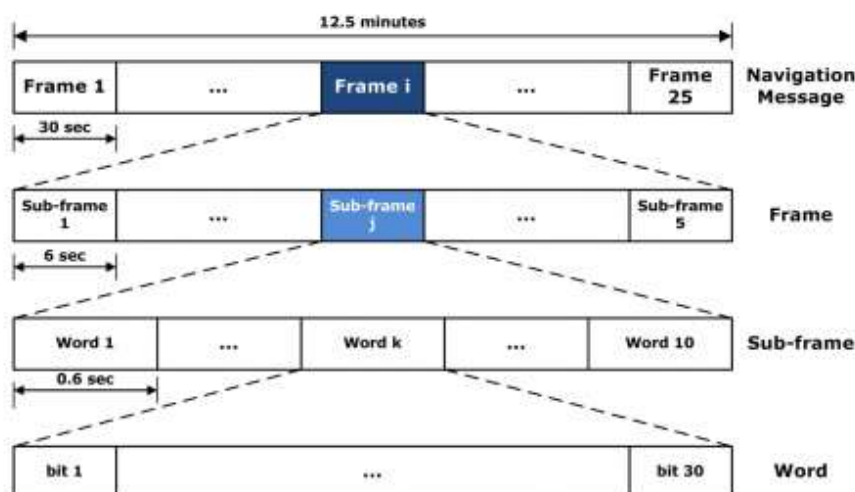 12.5 minutes
Frame 1
...
Frame i
...
Frame
25
Navigation
Message
30 sec
Sub-frame
1
...
Sub-frame
j
...
Sub-frame
5
Frame
6 sec
Word 1
...
Word k
...
Word 10
Sub-frame
0.6 sec
bit 1
...
bit 30
Word